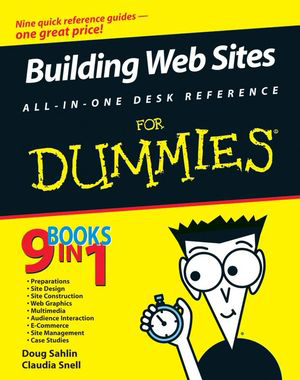 Nine quick reference guides —
one great price!
Building Web Sites
ALL-IN-ONE DESK REFERENCE
FOR
DUMMIES®
9 BOOKS
IN 1
• Preparations
• Site Design
• Site Construction
• Web Graphics
• Multimedia
• Audience Interaction
• E-Commerce
• Site Management
• Case Studies
Doug Sahlin
Claudia Snell